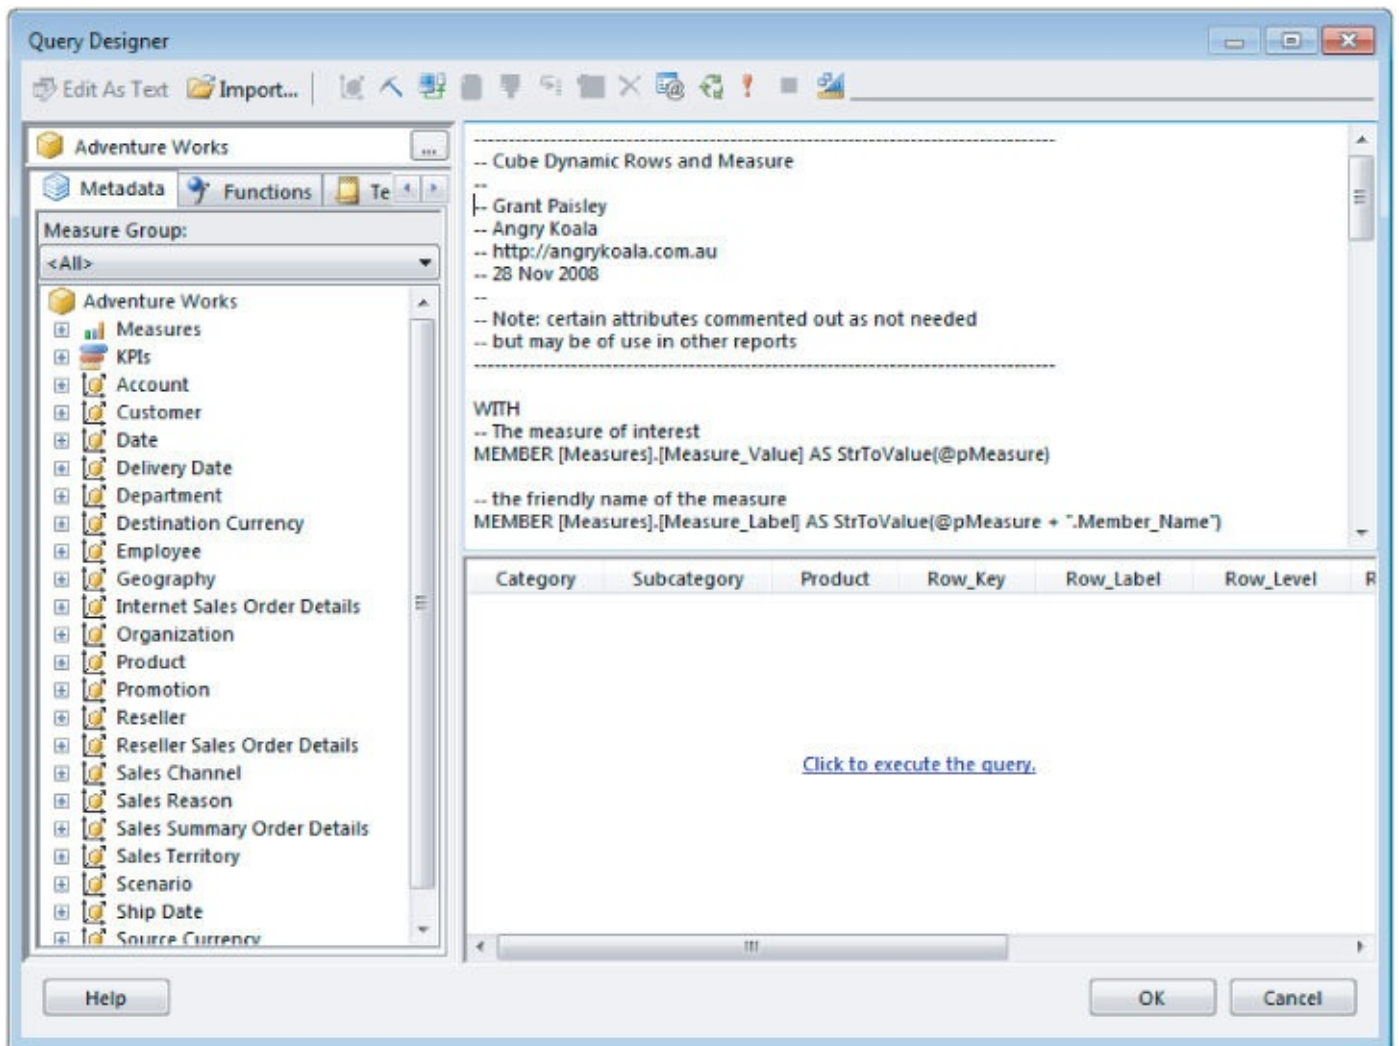 Query Designer
Edit As Text Import...
Adventure Works ...
Metadata Functions Te
Measure Group:
<All>
Adventure Works
Measures
KPIs
Account
Customer
Date
Delivery Date
Department
Destination Currency
Employee
Geography
Internet Sales Order Details
Organization
Product
Promotion
Reseller
Reseller Sales Order Details
Sales Channel
Sales Reason
Sales Summary Order Details
Sales Territory
Scenario
Ship Date
Source Currency
--------------------------------------------------------------------------------
-- Cube Dynamic Rows and Measure
--
-- Grant Paisley
-- Angry Koala
-- http://angrykoala.com.au
-- 28 Nov 2008
--
-- Note: certain attributes commented out as not needed
-- but may be of use in other reports
--------------------------------------------------------------------------------
WITH
-- The measure of interest
MEMBER [Measures].[Measure_Value] AS StrToValue(@pMeasure)
-- the friendly name of the measure
MEMBER [Measures].[Measure_Label] AS StrToValue(@pMeasure + ".Member_Name")
Category Subcategory Product Row_Key Row_Label Row_Level R
Click to execute the query.
Help OK Cancel